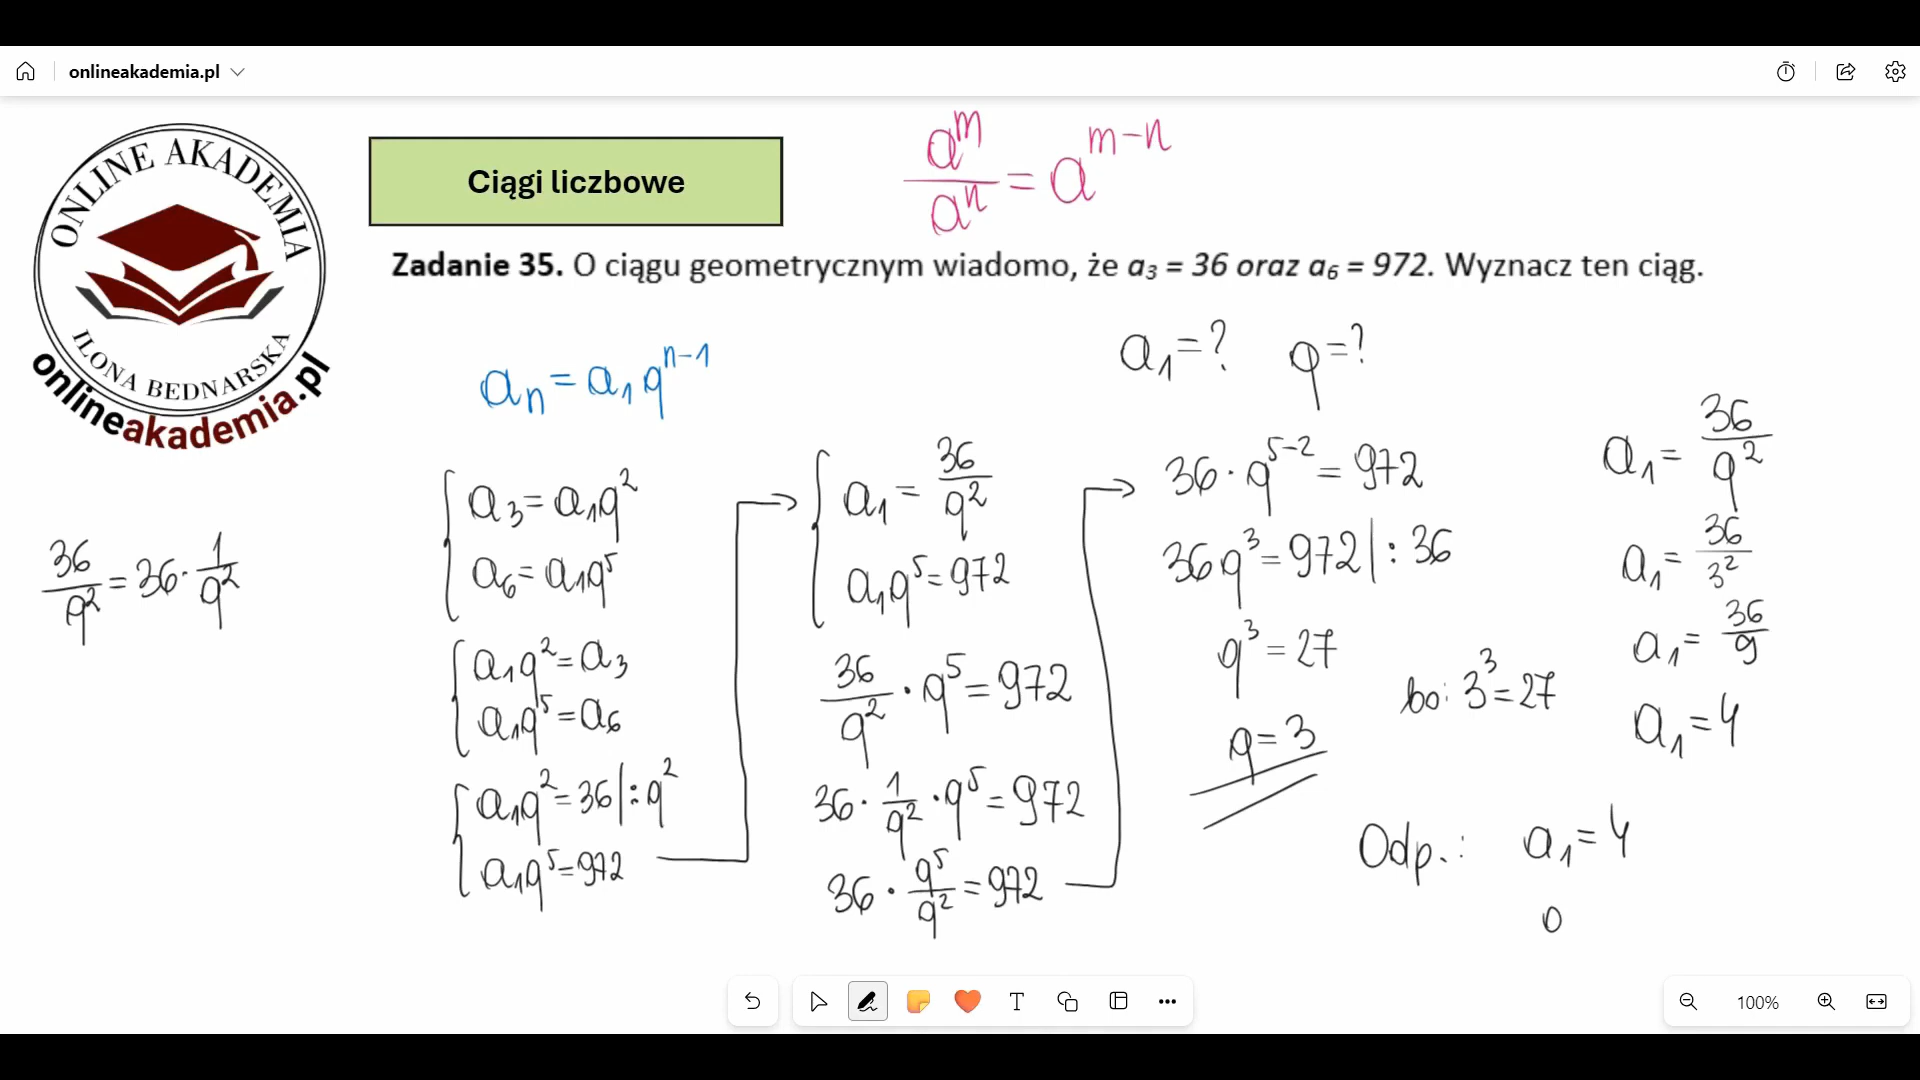 onlineakademia.pl
ONLINE AKADEMIA
ILONA BEDNARSKA
onlineakademia.pl
Ciągi liczbowe
a^m/a^n = a^(m-n)
Zadanie 35. O ciągu geometrycznym wiadomo, że a₃ = 36 oraz a₆ = 972. Wyznacz ten ciąg.
a₁=? q=?
aₙ = a₁q^(n-1)
36/q² = 36 · 1/q²
a₃ = a₁q²
a₆ = a₁q⁵
a₁q² = a₃
a₁q⁵ = a₆
a₁q² = 36 |:q²
a₁q⁵ = 972
a₁ = 36/q²
a₁q⁵ = 972
36/q² · q⁵ = 972
36 · 1/q² · q⁵ = 972
36 · q⁵/q² = 972
36 · q^(5-2) = 972
36q³ = 972 |:36
q³ = 27
bo: 3³ = 27
q = 3
a₁ = 36/q²
a₁ = 36/3²
a₁ = 36/9
a₁ = 4
Odp.: a₁ = 4
100%